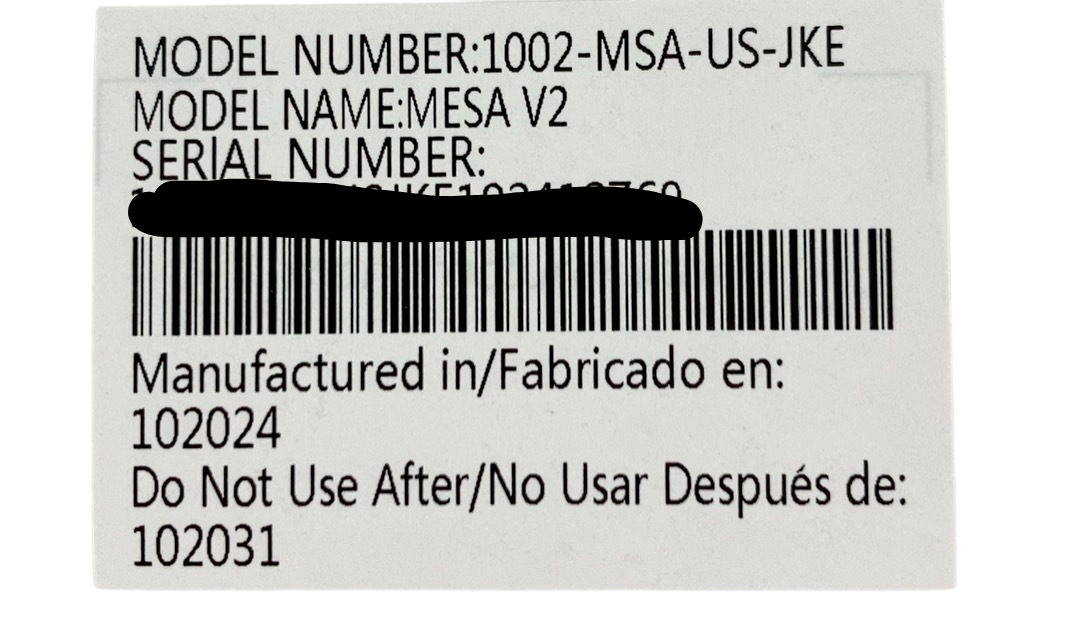 MODEL NUMBER:1002-MSA-US-JKE
MODEL NAME:MESA V2
SERIAL NUMBER:
Manufactured in/Fabricado en:
102024
Do Not Use After/No Usar Después de:
102031